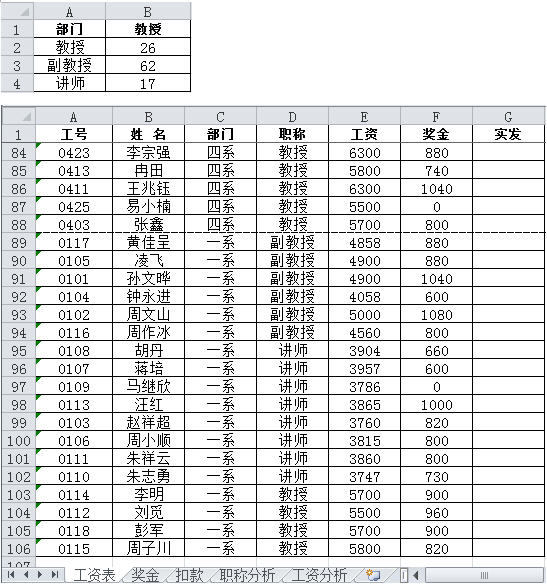 A B
1 部门 教授
2 教授 26
3 副教授 62
4 讲师 17
A B C D E F G
1 工号 姓 名 部门 职称 工资 奖金 实发
84 0423 李宗强 四系 教授 6300 880
85 0413 冉田 四系 教授 5800 740
86 0411 王兆钰 四系 教授 6300 1040
87 0425 易小楠 四系 教授 5500 0
88 0403 张鑫 四系 教授 5700 800
89 0117 黄佳呈 一系 副教授 4858 880
90 0105 凌飞 一系 副教授 4900 880
91 0101 孙文晔 一系 副教授 4900 1040
92 0104 钟永进 一系 副教授 4058 600
93 0102 周文山 一系 副教授 5000 1080
94 0116 周作冰 一系 副教授 4560 800
95 0108 胡丹 一系 讲师 3904 660
96 0107 蒋培 一系 讲师 3957 600
97 0109 马继欣 一系 讲师 3786 0
98 0113 汪红 一系 讲师 3865 1000
99 0103 赵祥超 一系 讲师 3760 820
100 0106 周小顺 一系 讲师 3815 800
101 0111 朱祥云 一系 讲师 3860 800
102 0110 朱志勇 一系 讲师 3747 730
103 0114 李明 一系 教授 5700 900
104 0112 刘觅 一系 教授 5500 960
105 0118 彭军 一系 教授 5700 900
106 0115 周子川 一系 教授 5800 820
107
工资表 奖金 扣款 职称分析 工资分析